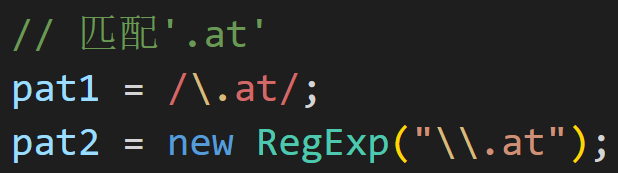 // 匹配'.at'
pat1 = /\.at/;
pat2 = new RegExp("\\.at");